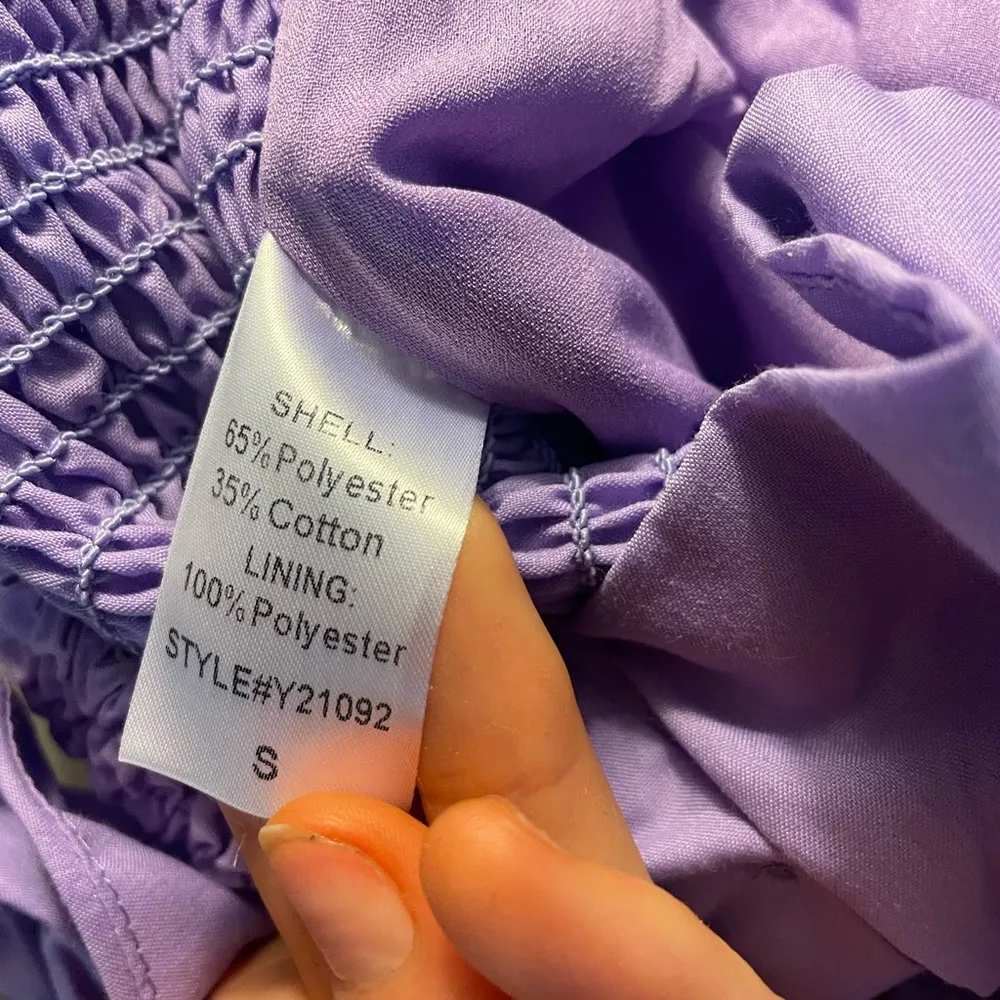 SHELL:
65% Polyester
35% Cotton
LINING:
100% Polyester
STYLE#Y21092
S